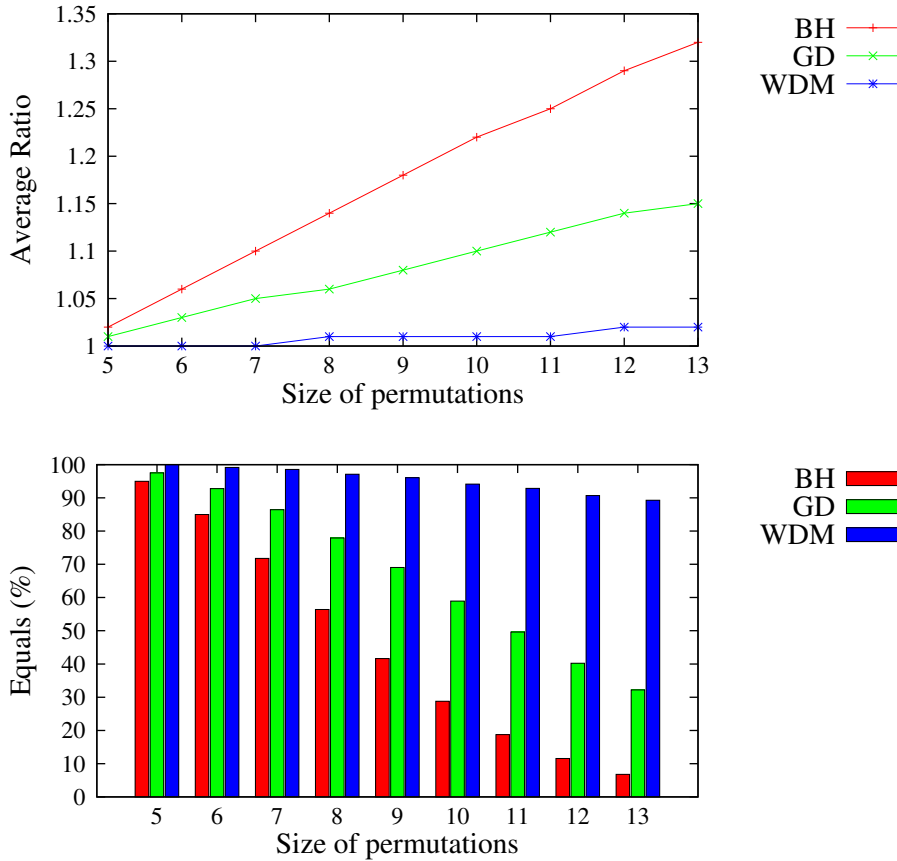 1.35
1.3
1.25
1.2
1.15
1.1
1.05
1
Average Ratio
5 6 7 8 9 10 11 12 13
Size of permutations
BH
GD
WDM
100
90
80
70
60
50
40
30
20
10
0
Equals (%)
5 6 7 8 9 10 11 12 13
Size of permutations
BH
GD
WDM